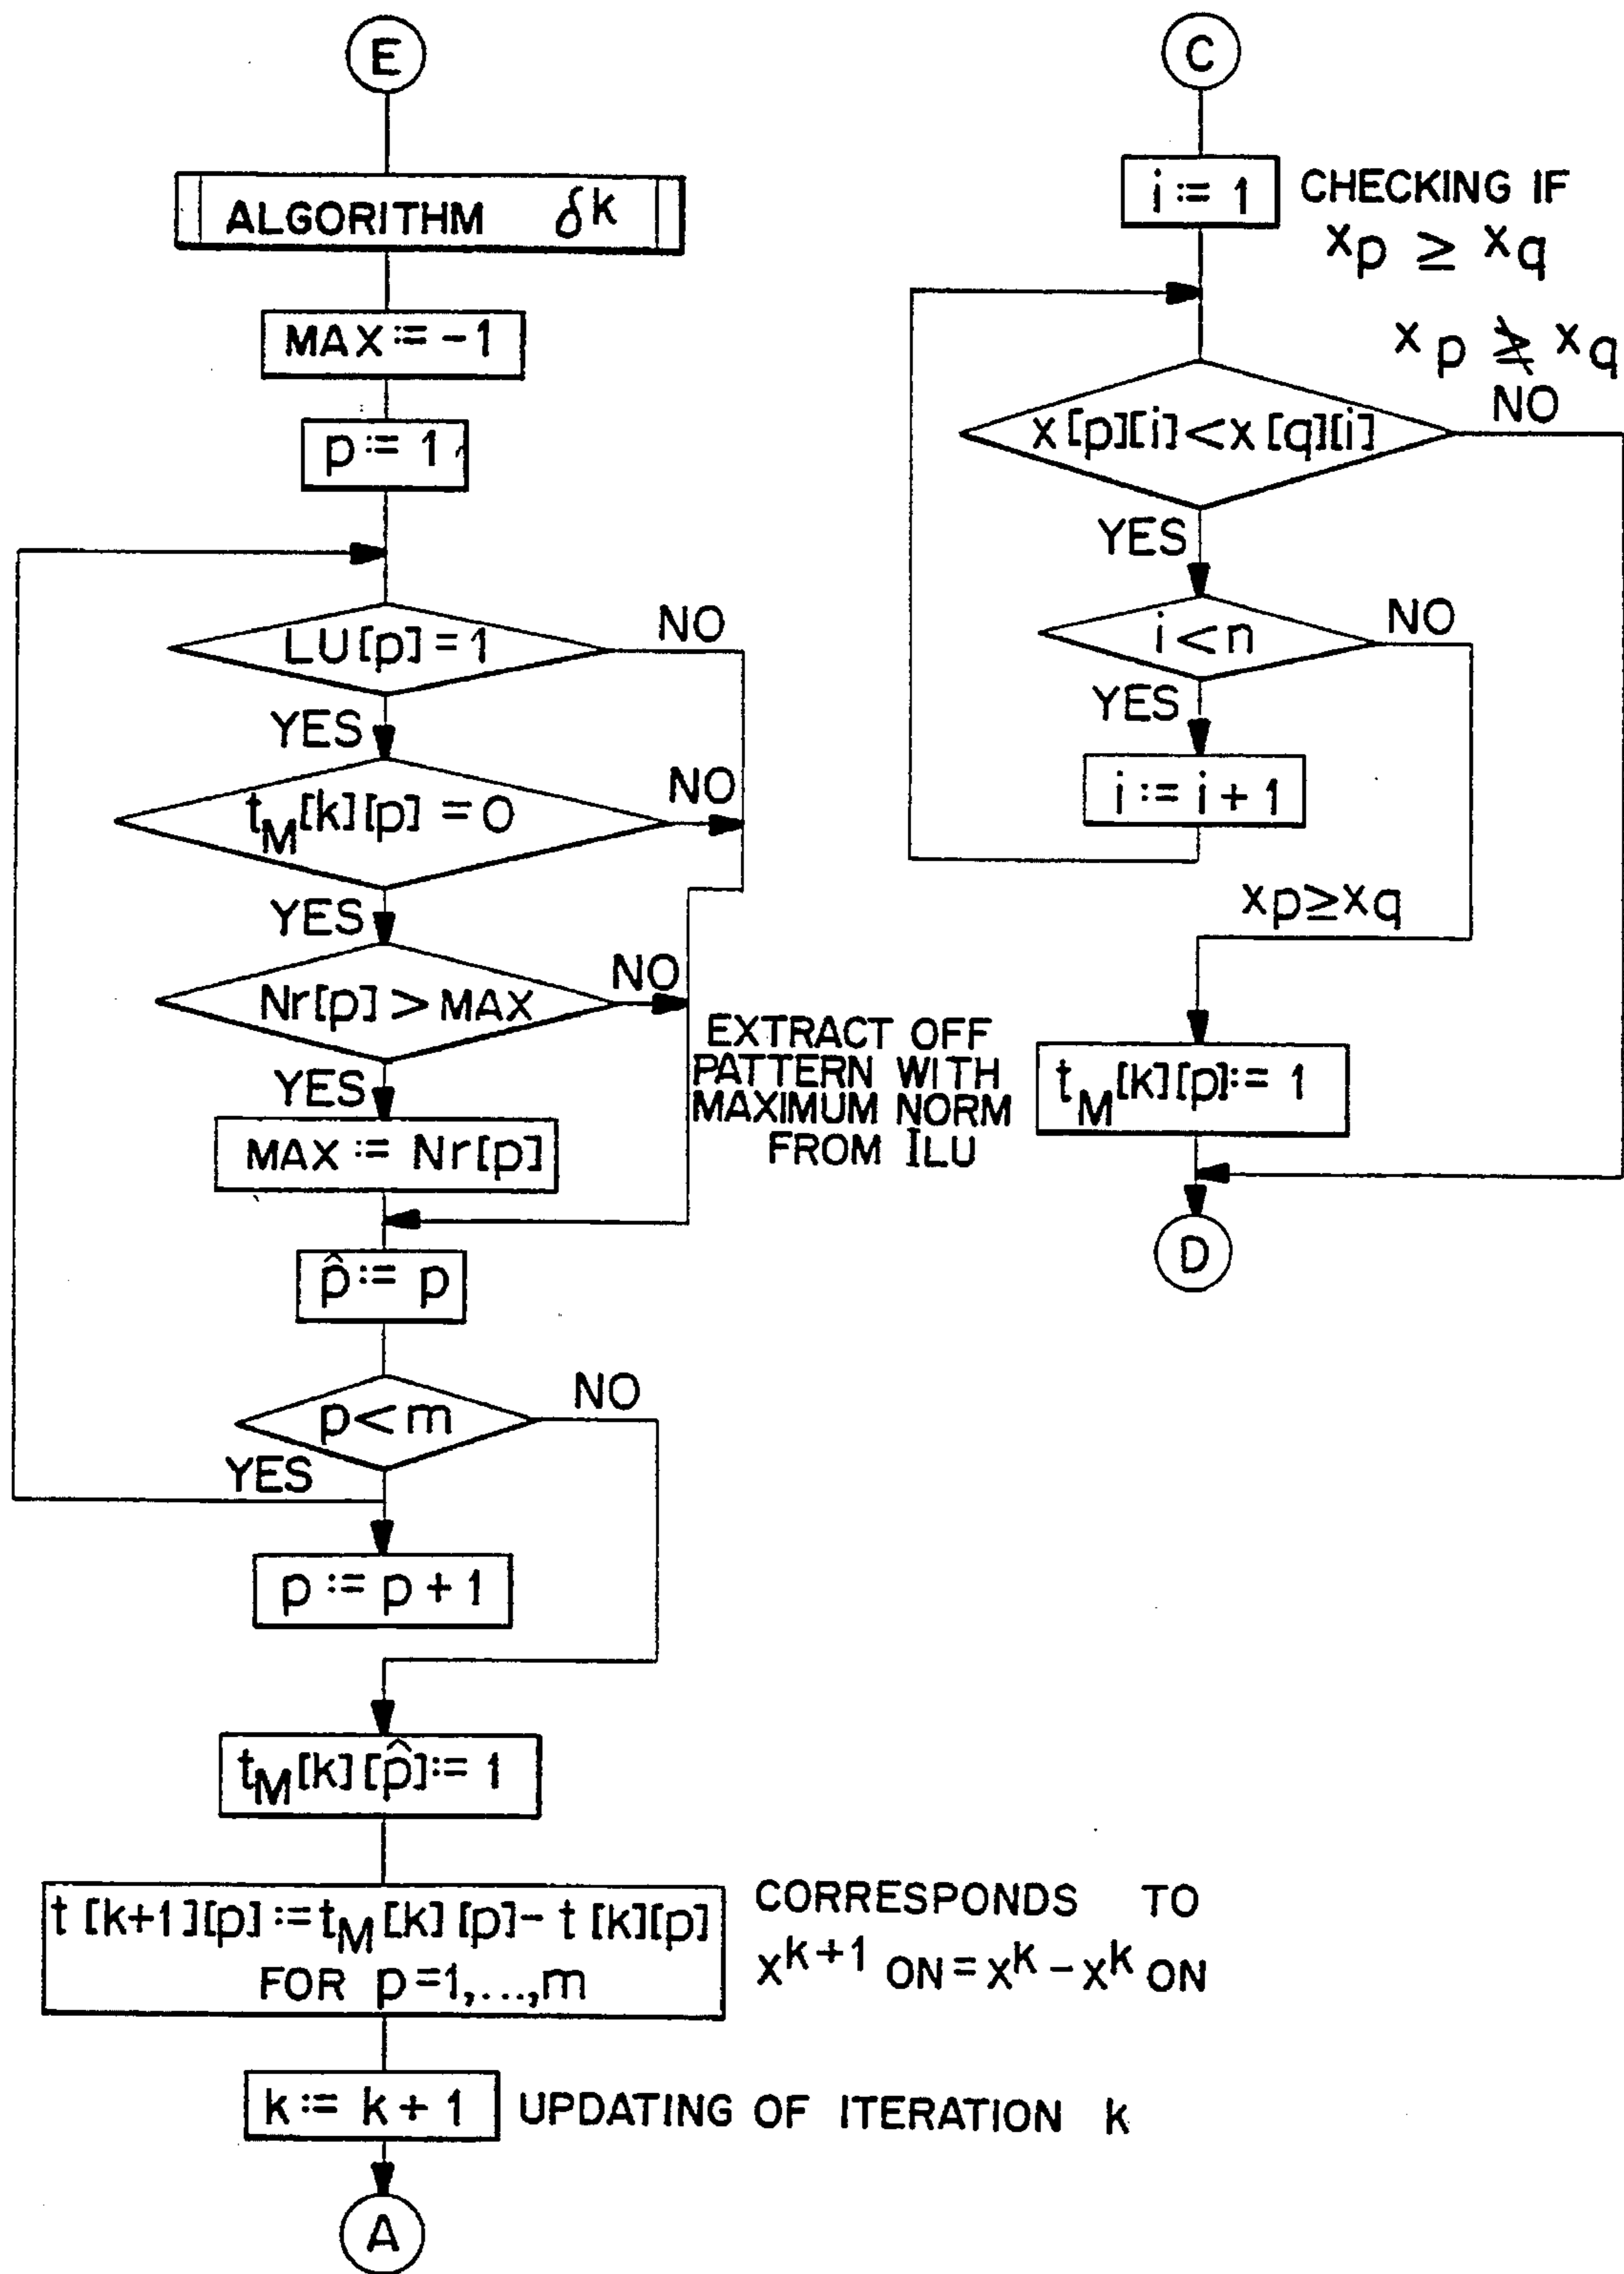 E
ALGORITHM δk
MAX := -1
p := 1
LU[p] = 1
NO
YES
tM[k][p] = 0
NO
YES
Nr[p] > MAX
NO
YES
EXTRACT OFF
PATTERN WITH
MAXIMUM NORM
FROM ILU
MAX := Nr[p]
p̂ := p
p < m
NO
YES
p := p + 1
tM[k][p̂] := 1
t[k+1][p] := tM[k][p] - t[k][p]
FOR p = 1,...,m
CORRESPONDS TO
x^k+1 ON = x^k - x^k ON
k := k + 1
UPDATING OF ITERATION k
A
C
i := 1
CHECKING IF
xp ≥ xq
xp ≱ xq
x[p][i] < x[q][i]
NO
YES
i < n
NO
YES
i := i + 1
xp ≥ xq
tM[k][p] := 1
D